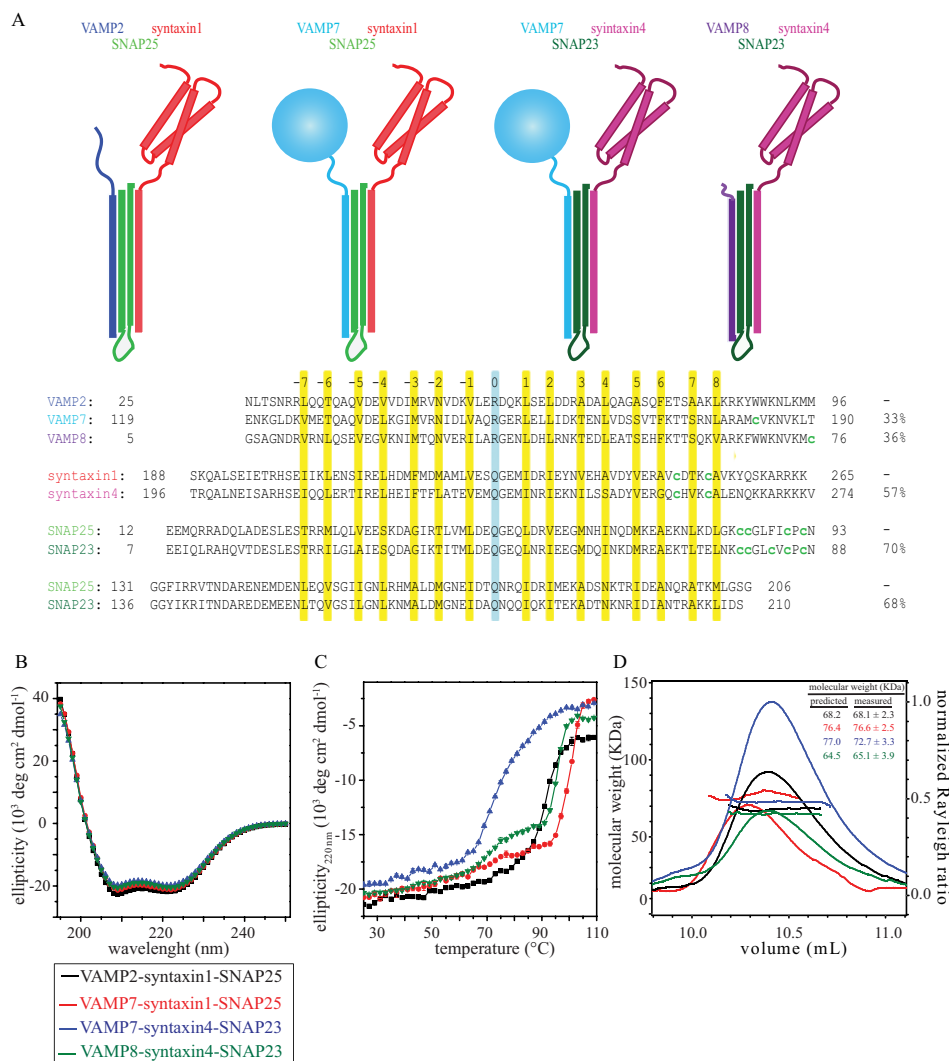 A
VAMP2 syntaxin1
SNAP25
VAMP7 syntaxin1
SNAP25
VAMP7 syintaxin4
SNAP23
VAMP8 syntaxin4
SNAP23
-7 -6 -5 -4 -3 -2 -1 0 1 2 3 4 5 6 7 8
VAMP2: 25 NLTSNRRLQQTQAQVDEVVDIMRVNVDKVLERDQKLSELDDRADALQAGASQFETSAAKLKRKYWWKNLKMM 96 -
VAMP7: 119 ENKGLDKVMETQAQVDELKGIMVRNIDLVAQRGERLELLIDKTENLVDSSVTFKTTSRNLARAMcVKNVKLT 190 33%
VAMP8: 5 GSAGNDRVRNLQSEVEGVKNIMTQNVERILARGENLDHLRNKTEDLEATSEHFKTTSQKVARKFWWKNVKMc 76 36%
syntaxin1: 188 SKQALSEIETRHSEIIKLENSIRELHDMFMDMAMLVESQGEMIDRIEYNVEHAVDYVERAVcDTKcAVKYQSKARRKK 265 -
syntaxin4: 196 TRQALNEISARHSEIQQLERTIRELHEIFTFLATEVEMQGEMINRIEKNILSSADYVERGQcHVKcALENQKKARKKKV 274 57%
SNAP25: 12 EEMQRRADQLADESLESTRRMLQLVEESKDAGIRTLVMLDEQGEQLDRVEEGMNHINQDMKEAEKNLKDLGKccGLFIcPcN 93 -
SNAP23: 7 EEIQLRAHQVTDESLESTRRILGLAIESQDAGIKTITMLDEQGEQLNRIEEGMDQINKDMREAEKTLTELNKccGLcVcPcN 88 70%
SNAP25: 131 GGFIRRVTNDARENEMDENLEQVSGIIGNLRHMALDMGNEIDTQNRQIDRIMEKADSNKTRIDEANQRATKMLGSG 206 -
SNAP23: 136 GGYIKRITNDAREDEMEENLTQVGSILGNLKNMALDMGNEIDAQNQQIQKITEKADTNKNRIDIANTRAKKLIDS 210 68%
B
ellipticity (10³ deg cm² dmol⁻¹)
40
20
0
-20
200 220 240
wavelenght (nm)
C
ellipticity 220 nm (10³ deg cm² dmol⁻¹)
-5
-10
-15
-20
30 50 70 90 110
temperature (°C)
D
molecular weight (KDa)
150
100
50
0
10.0 10.5 11.0
volume (mL)
1.0
0.5
0.0
normalized Rayleigh ratio
molecular weight (KDa)
predicted measured
68.2 68.1 ± 2.3
76.4 76.6 ± 2.5
77.0 72.7 ± 3.3
64.5 65.1 ± 3.9
VAMP2-syntaxin1-SNAP25
VAMP7-syntaxin1-SNAP25
VAMP7-syntaxin4-SNAP23
VAMP8-syntaxin4-SNAP23